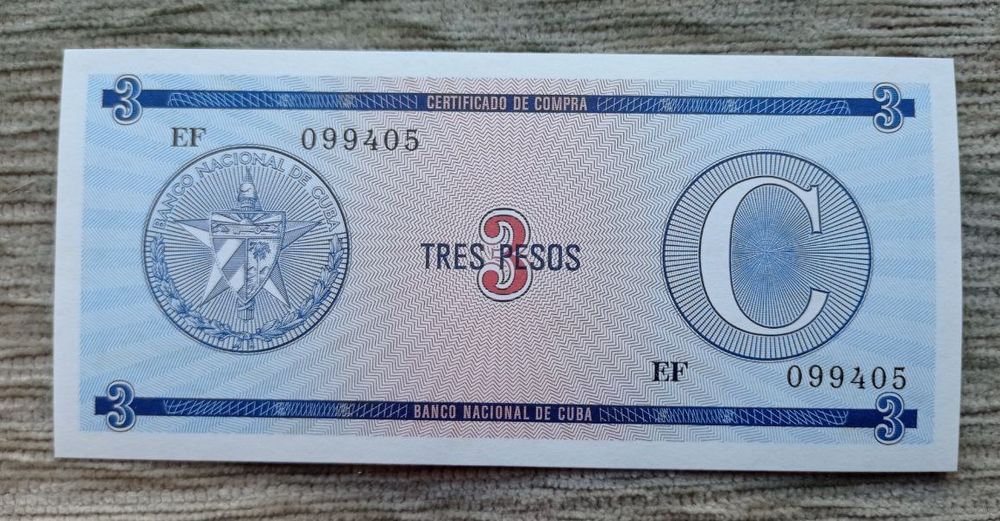 3 CERTIFICADO DE COMPRA 3
EF 099405
BANCO NACIONAL DE CUBA
3
TRES PESOS
C
EF 099405
3 BANCO NACIONAL DE CUBA 3